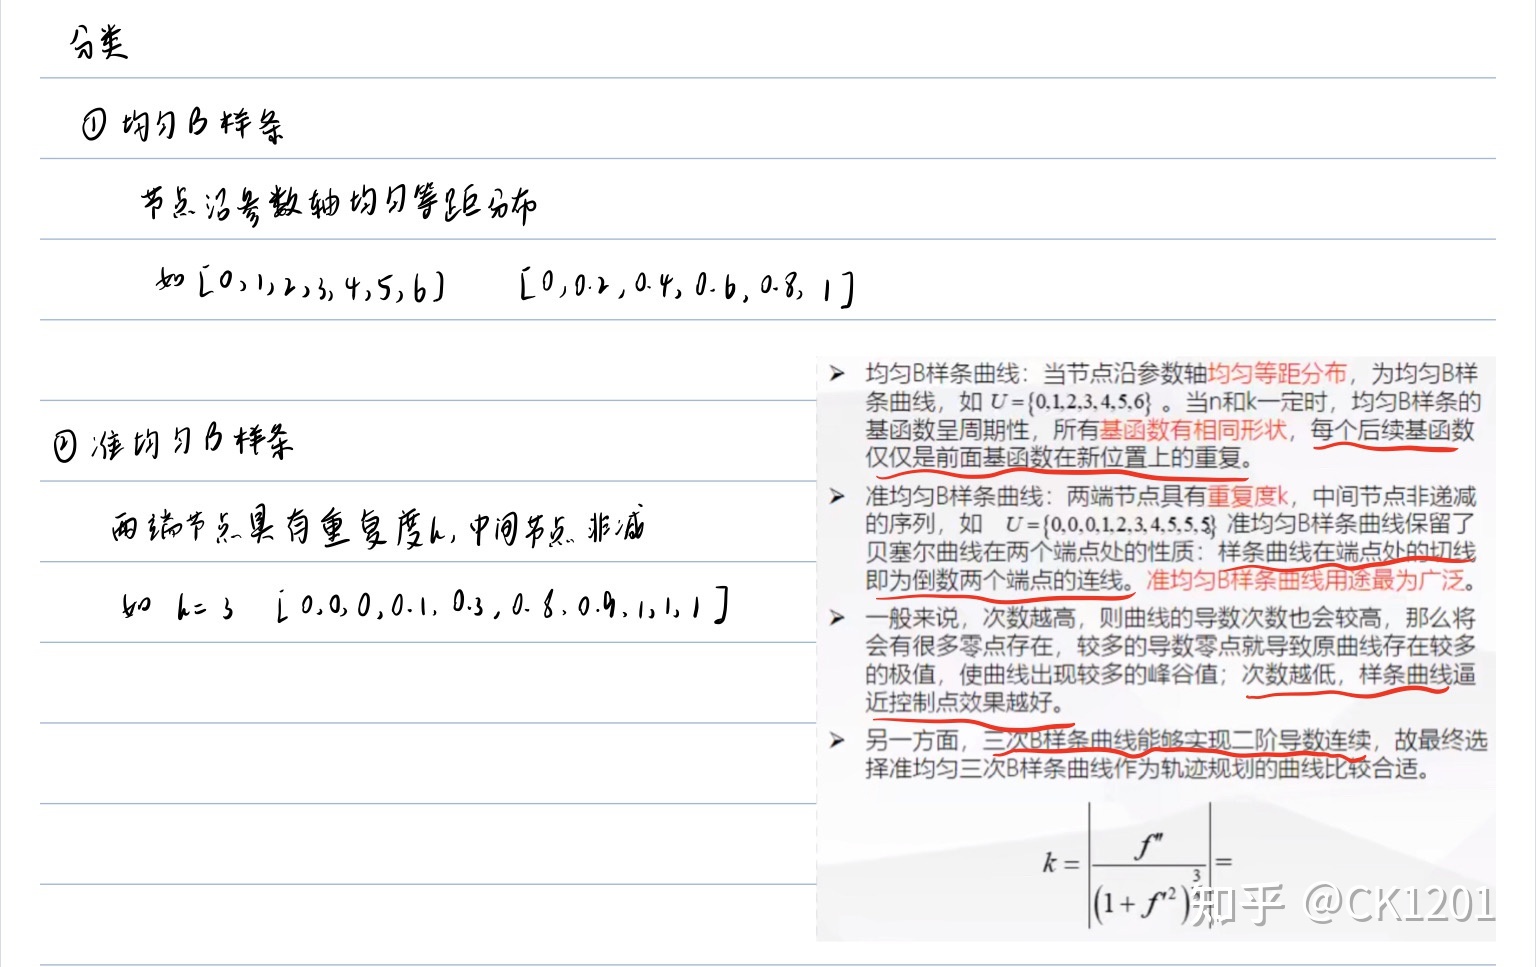 分类
① 均匀B样条
节点沿参数轴均匀等距分布
如[0,1,2,3,4,5,6] [0,0.2,0.4,0.6,0.8,1]
② 准均匀B样条
两端节点具有重复度k,中间节点非减
如 k=3 [0,0,0,0.1,0.3,0.8,0.9,1,1,1]
➢ 均匀B样条曲线：当节点沿参数轴均匀等距分布，为均匀B样
条曲线，如 U={0,1,2,3,4,5,6} 。当n和k一定时，均匀B样条的
基函数呈周期性，所有基函数有相同形状，每个后续基函数
仅仅是前面基函数在新位置上的重复。
➢ 准均匀B样条曲线：两端节点具有重复度k，中间节点非递减
的序列，如 U={0,0,0,1,2,3,4,5,5,5} 准均匀B样条曲线保留了
贝塞尔曲线在两个端点处的性质：样条曲线在端点处的切线
即为倒数两个端点的连线。准均匀B样条曲线用途最为广泛。
➢ 一般来说，次数越高，则曲线的导数次数也会较高，那么将
会有很多零点存在，较多的导数零点就导致原曲线存在较多
的极值，使曲线出现较多的峰谷值；次数越低，样条曲线逼
近控制点效果越好。
➢ 另一方面，三次B样条曲线能够实现二阶导数连续，故最终选
择准均匀三次B样条曲线作为轨迹规划的曲线比较合适。
k = | f″ / (1+f′²)^3 | =
知乎 @CK1201